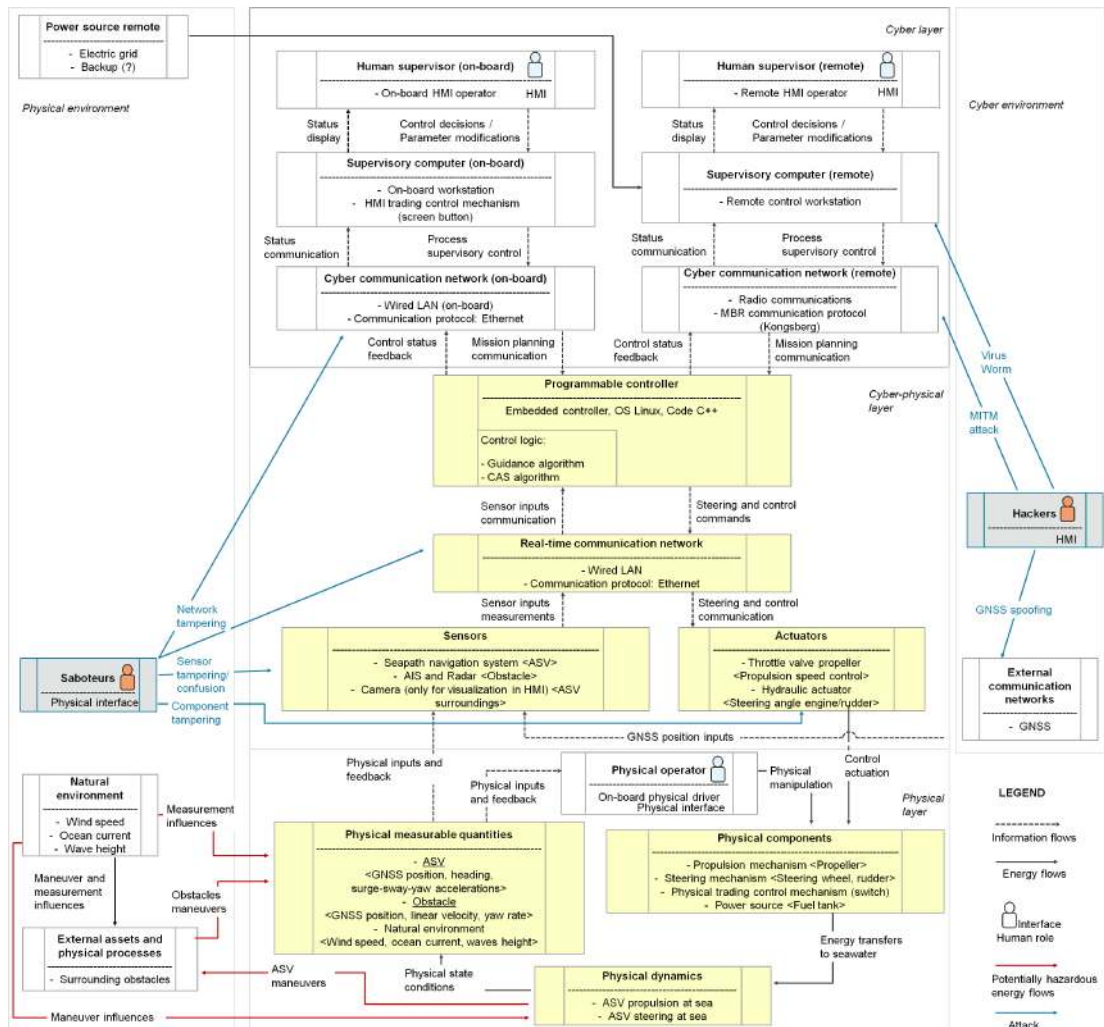 Power source remote
- Electric grid
- Backup (?)
Physical environment
Cyber layer
Human supervisor (on-board)
- On-board HMI operator
HMI
Human supervisor (remote)
- Remote HMI operator
HMI
Cyber environment
Status
display
Control decisions /
Parameter modifications
Status
display
Control decisions /
Parameter modifications
Supervisory computer (on-board)
- On-board workstation
- HMI trading control mechanism
(screen button)
Supervisory computer (remote)
- Remote control workstation
Status
communication
Process
supervisory control
Status
communication
Process
supervisory control
Cyber communication network (on-board)
- Wired LAN (on-board)
- Communication protocol: Ethernet
Cyber communication network (remote)
- Radio communications
- MBR communication protocol
(Kongsberg)
Control status
feedback
Mission planning
communication
Control status
feedback
Mission planning
communication
Virus
Worm
MITM
attack
Programmable controller
Cyber-physical
layer
Embedded controller, OS Linux, Code C++
Control logic:
- Guidance algorithm
- CAS algorithm
Sensor inputs
communication
Steering and control
commands
Hackers
HMI
Real-time communication network
- Wired LAN
- Communication protocol: Ethernet
Network
tampering
Sensor inputs
measurements
Steering and control
communication
GNSS spoofing
Saboteurs
Physical interface
Sensor
tampering/
confusion
Component
tampering
Sensors
- Seapath navigation system <ASV>
- AIS and Radar <Obstacle>
- Camera (only for visualization in HMI) <ASV
surroundings>
Actuators
- Throttle valve propeller
<Propulsion speed control>
- Hydraulic actuator
<Steering angle engine/rudder>
External
communication
networks
- GNSS
GNSS position inputs
Physical inputs and
feedback
Physical inputs
and feedback
Physical operator
On-board physical driver
Physical interface
Physical
manipulation
Control
actuation
Physical
layer
Natural
environment
- Wind speed
- Ocean current
- Wave height
Measurement
influences
Maneuver and
measurement
influences
Obstacles
maneuvers
External assets and
physical processes
- Surrounding obstacles
Maneuver influences
ASV
maneuvers
Physical measurable quantities
- ASV
<GNSS position, heading,
surge-sway-yaw accelerations>
- Obstacle
<GNSS position, linear velocity, yaw rate>
- Natural environment
<Wind speed, ocean current, waves height>
Physical components
- Propulsion mechanism <Propeller>
- Steering mechanism <Steering wheel, rudder>
- Physical trading control mechanism (switch)
- Power source <Fuel tank>
Physical state
conditions
Energy transfers
to seawater
Physical dynamics
- ASV propulsion at sea
- ASV steering at sea
LEGEND
Information flows
Energy flows
Interface
Human role
Potentially hazardous
energy flows
Attack